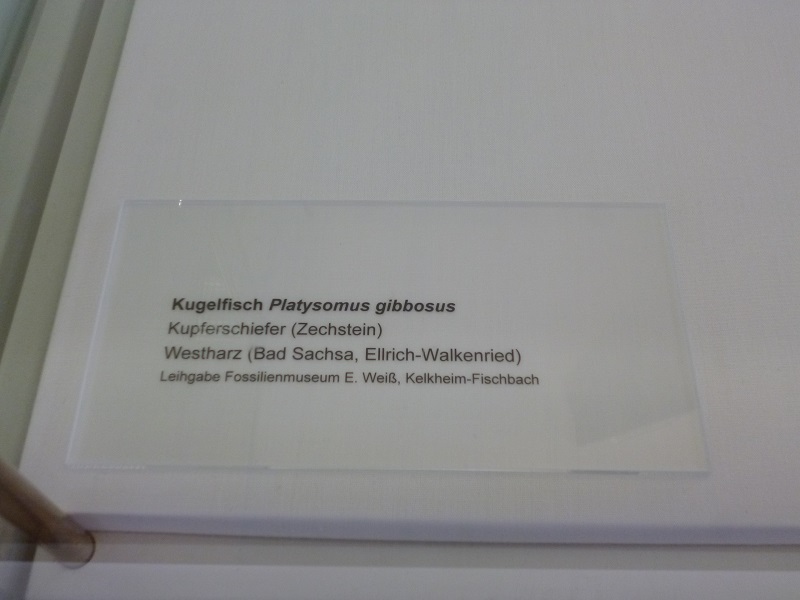 Kugelfisch Platysomus gibbosus
Kupferschiefer (Zechstein)
Westharz (Bad Sachsa, Ellrich-Walkenried)
Leihgabe Fossilienmuseum E. Weiß, Kelkheim-Fischbach